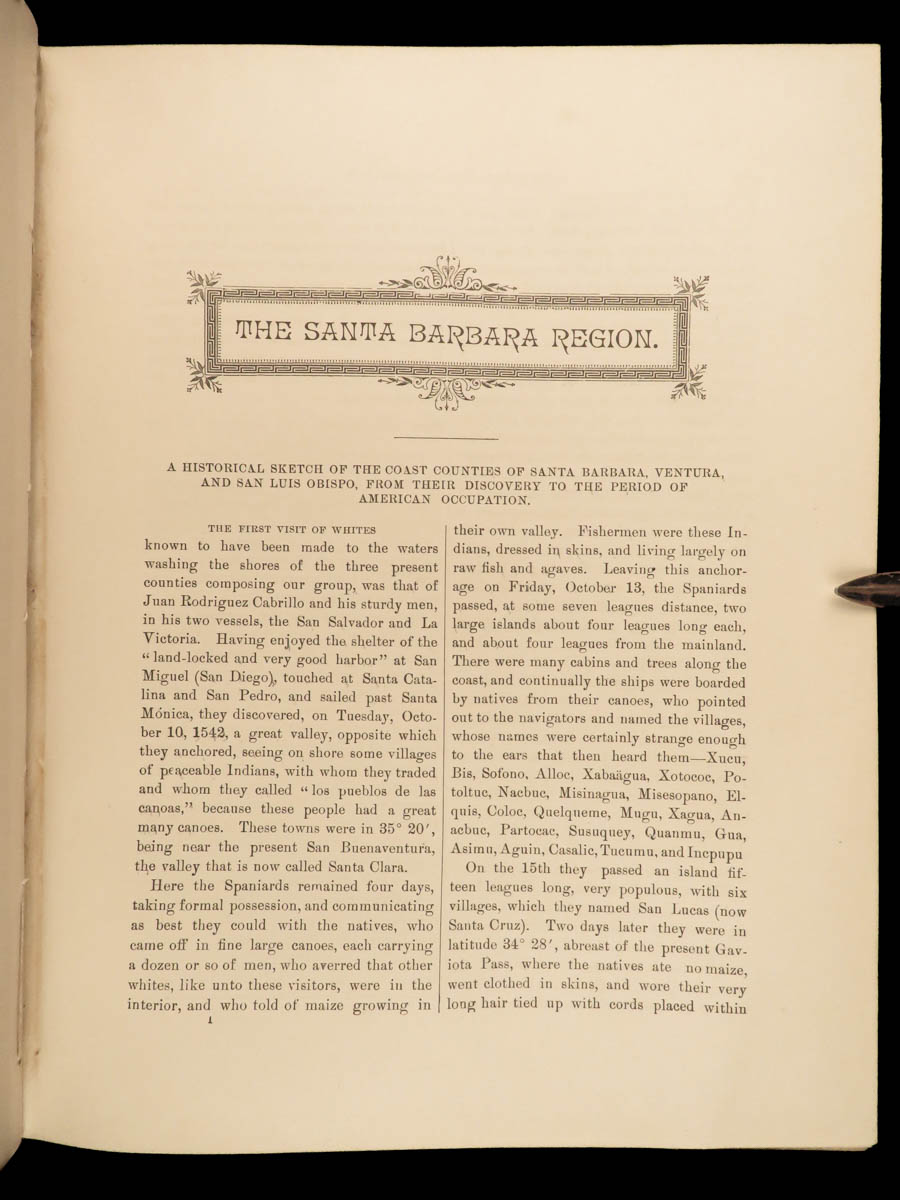 THE SANTA BARBARA REGION.
A HISTORICAL SKETCH OF THE COAST COUNTIES OF SANTA BARBARA, VENTURA,
AND SAN LUIS OBISPO, FROM THEIR DISCOVERY TO THE PERIOD OF
AMERICAN OCCUPATION.
THE FIRST VISIT OF WHITES
known to have been made to the waters
washing the shores of the three present
counties composing our group, was that of
Juan Rodriguez Cabrillo and his sturdy men,
in his two vessels, the San Salvador and La
Victoria. Having enjoyed the shelter of the
“land-locked and very good harbor” at San
Miguel (San Diego), touched at Santa Cata-
lina and San Pedro, and sailed past Santa
Mónica, they discovered, on Tuesday, Octo-
ber 10, 1542, a great valley, opposite which
they anchored, seeing on shore some villages
of peaceable Indians, with whom they traded
and whom they called “los pueblos de las
canoas,” because these people had a great
many canoes. These towns were in 35° 20′,
being near the present San Buenaventura,
the valley that is now called Santa Clara.
Here the Spaniards remained four days,
taking formal possession, and communicating
as best they could with the natives, who
came off in fine large canoes, each carrying
a dozen or so of men, who averred that other
whites, like unto these visitors, were in the
interior, and who told of maize growing in
1
their own valley. Fishermen were these In-
dians, dressed in skins, and living largely on
raw fish and agaves. Leaving this anchor-
age on Friday, October 13, the Spaniards
passed, at some seven leagues distance, two
large islands about four leagues long each,
and about four leagues from the mainland.
There were many cabins and trees along the
coast, and continually the ships were boarded
by natives from their canoes, who pointed
out to the navigators and named the villages,
whose names were certainly strange enough
to the ears that then heard them—Xucu,
Bis, Sofono, Alloc, Xabaägua, Xotococ, Po-
toltuc, Nacbuc, Misinagua, Misesopano, El-
quis, Coloc, Quelqueme, Mugu, Xagua, An-
acbuc, Partocac, Susuquey, Quanmu, Gua,
Asimu, Aguin, Casalic, Tucumu, and Incpupu
On the 15th they passed an island fif-
teen leagues long, very populous, with six
villages, which they named San Lucas (now
Santa Cruz). Two days later they were in
latitude 34° 28′, abreast of the present Gav-
iota Pass, where the natives ate no maize,
went clothed in skins, and wore their very
long hair tied up with cords placed within